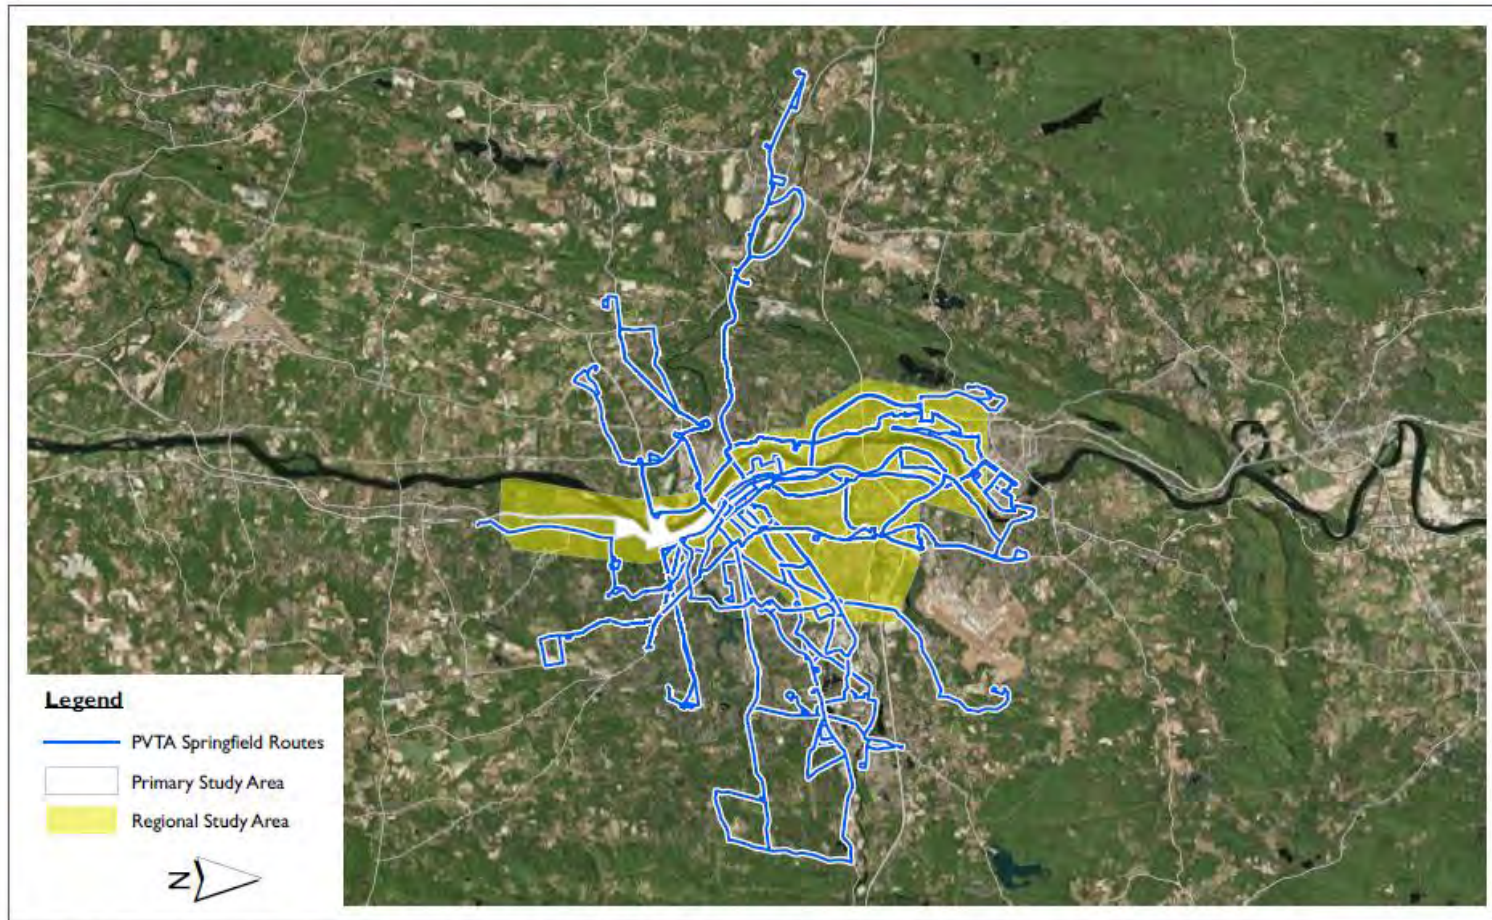 Legend
PVTA Springfield Routes
Primary Study Area
Regional Study Area
N